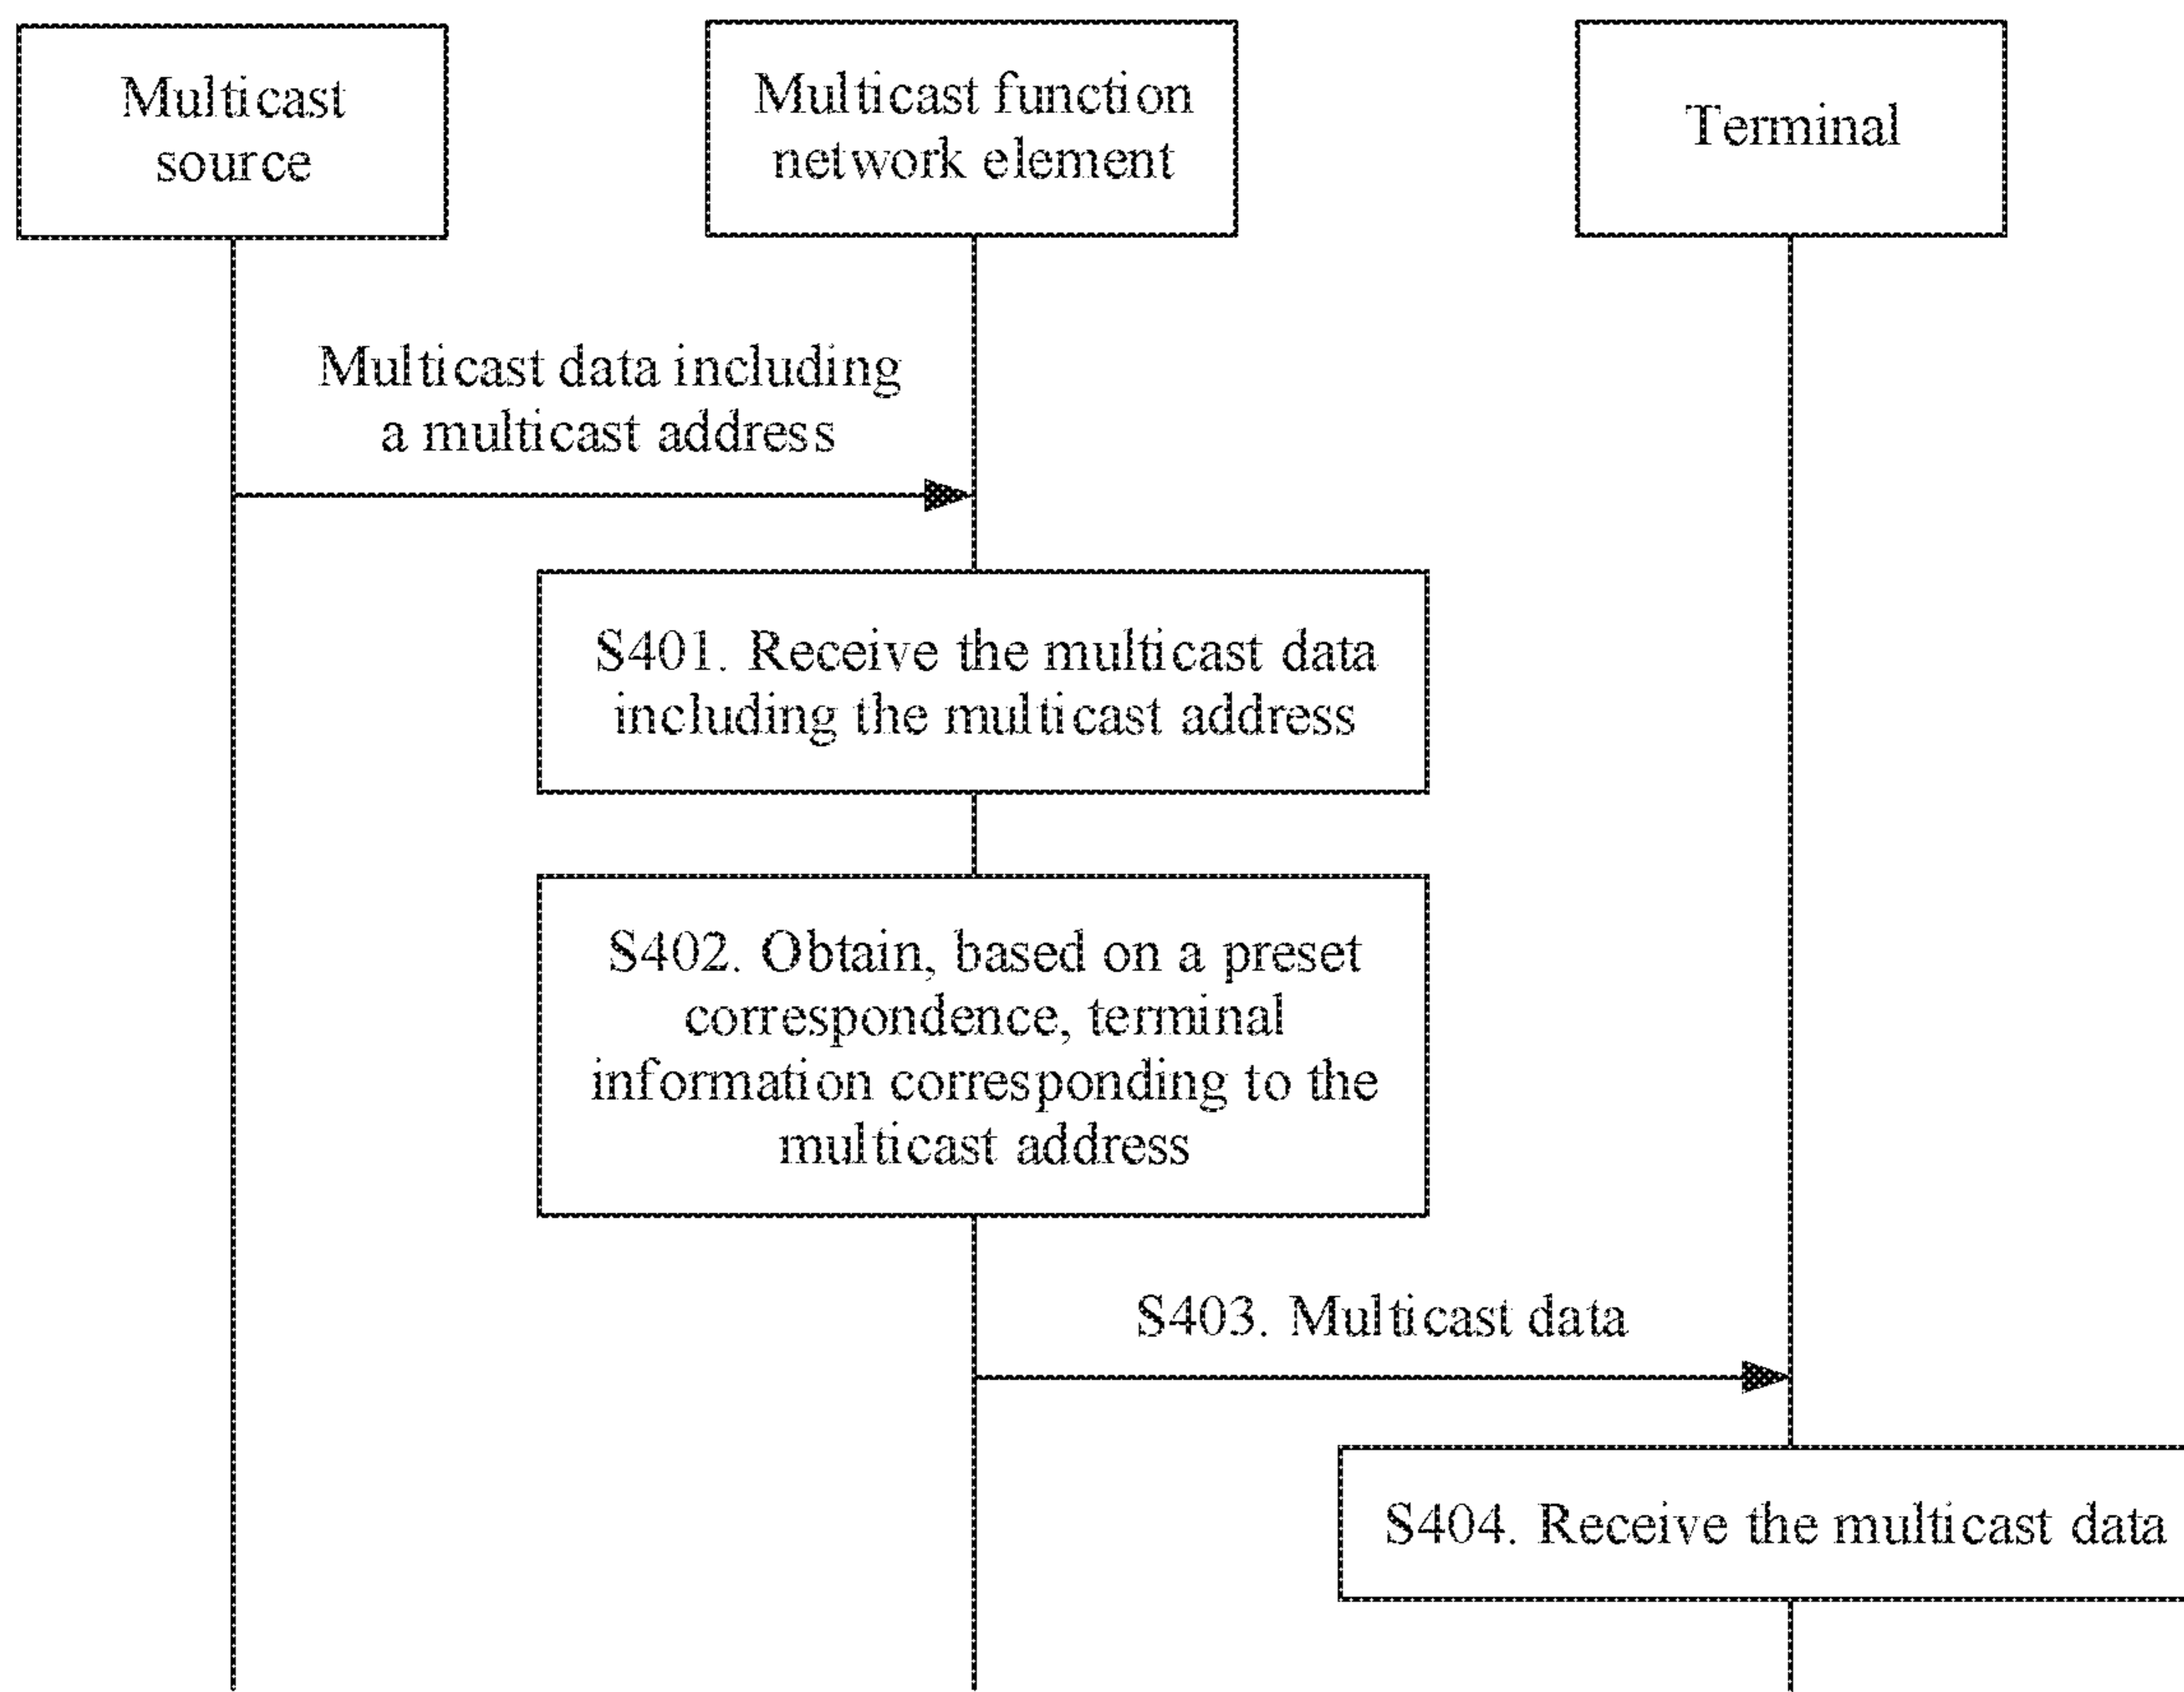 Multicast
source
Multicast function
network element
Terminal
Multicast data including
a multicast address
S401. Receive the multicast data
including the multicast address
S402. Obtain, based on a preset
correspondence, terminal
information corresponding to the
multicast address
S403. Multicast data
S404. Receive the multicast data